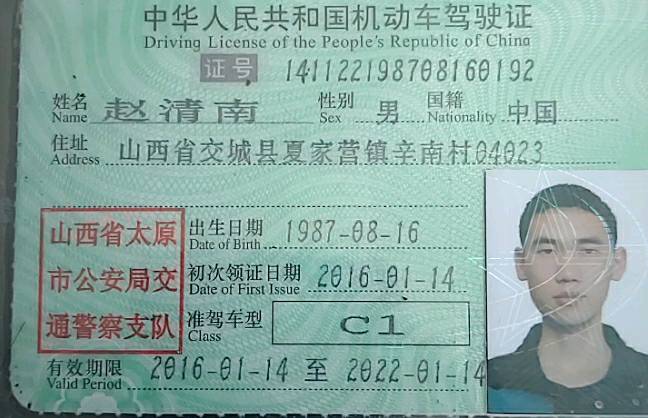 中华人民共和国机动车驾驶证
Driving License of the People's Republic of China
证号 141122198708160192
姓名 Name 赵清南 性别 Sex 男 国籍 Nationality 中国
住址 Address 山西省交城县夏家营镇辛南村04023
出生日期 Date of Birth 1987-08-16
初次领证日期 Date of First Issue 2016-01-14
准驾车型 Class C1
山西省太原
市公安局交
通警察支队
有效期限 Valid Period 2016-01-14 至 2022-01-14